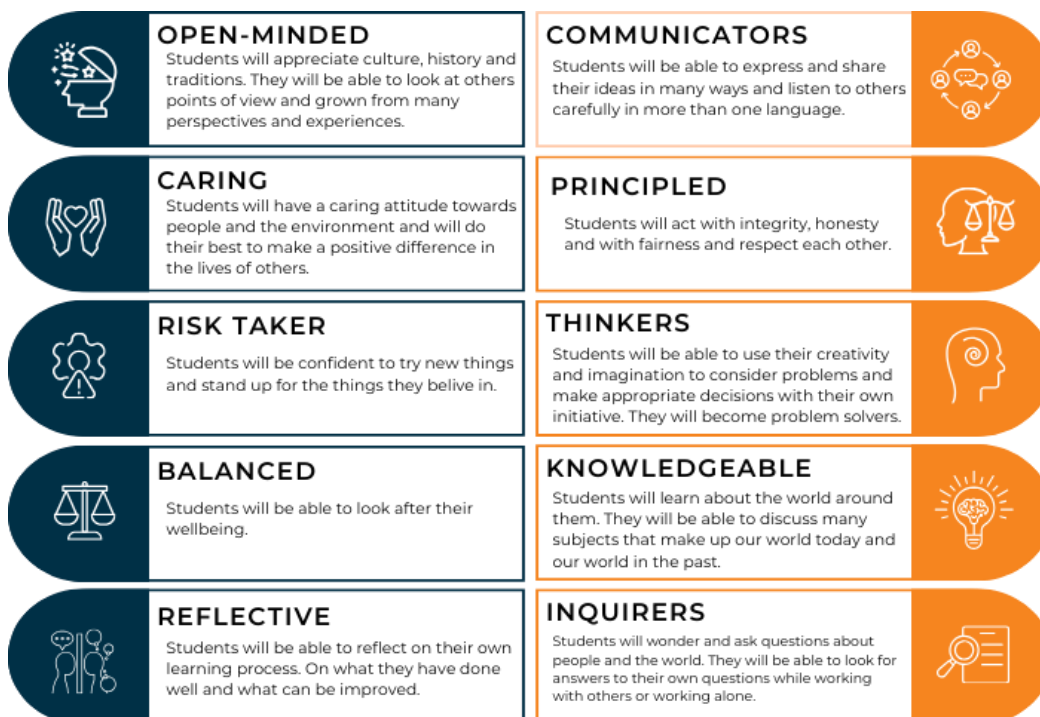 OPEN-MINDED
Students will appreciate culture, history and
traditions. They will be able to look at others
points of view and grown from many
perspectives and experiences.
COMMUNICATORS
Students will be able to express and share
their ideas in many ways and listen to others
carefully in more than one language.
CARING
Students will have a caring attitude towards
people and the environment and will do
their best to make a positive difference in
the lives of others.
PRINCIPLED
Students will act with integrity, honesty
and with fairness and respect each other.
RISK TAKER
Students will be confident to try new things
and stand up for the things they belive in.
THINKERS
Students will be able to use their creativity
and imagination to consider problems and
make appropriate decisions with their own
initiative. They will become problem solvers.
BALANCED
Students will be able to look after their
wellbeing.
KNOWLEDGEABLE
Students will learn about the world around
them. They will be able to discuss many
subjects that make up our world today and
our world in the past.
REFLECTIVE
Students will be able to reflect on their own
learning process. On what they have done
well and what can be improved.
INQUIRERS
Students will wonder and ask questions about
people and the world. They will be able to look for
answers to their own questions while working
with others or working alone.